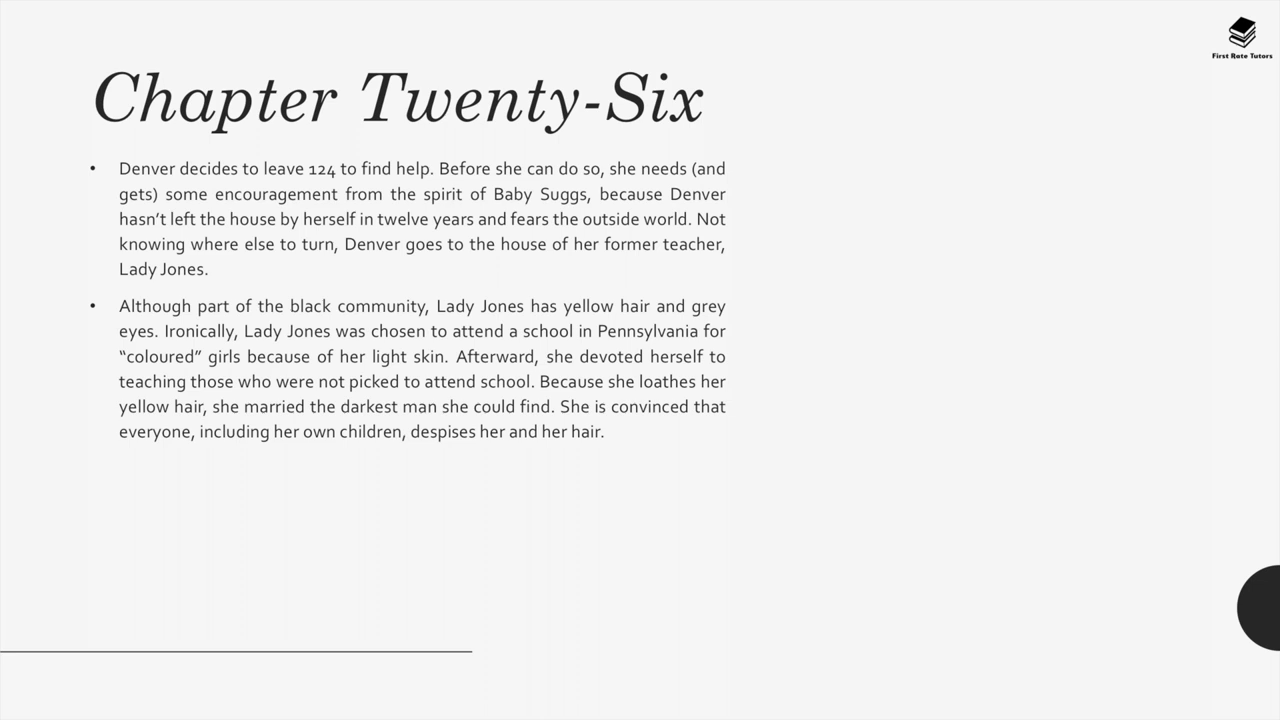 First Rate Tutors
Chapter Twenty-Six
• Denver decides to leave 124 to find help. Before she can do so, she needs (and
gets) some encouragement from the spirit of Baby Suggs, because Denver
hasn’t left the house by herself in twelve years and fears the outside world. Not
knowing where else to turn, Denver goes to the house of her former teacher,
Lady Jones.
• Although part of the black community, Lady Jones has yellow hair and grey
eyes. Ironically, Lady Jones was chosen to attend a school in Pennsylvania for
“coloured” girls because of her light skin. Afterward, she devoted herself to
teaching those who were not picked to attend school. Because she loathes her
yellow hair, she married the darkest man she could find. She is convinced that
everyone, including her own children, despises her and her hair.